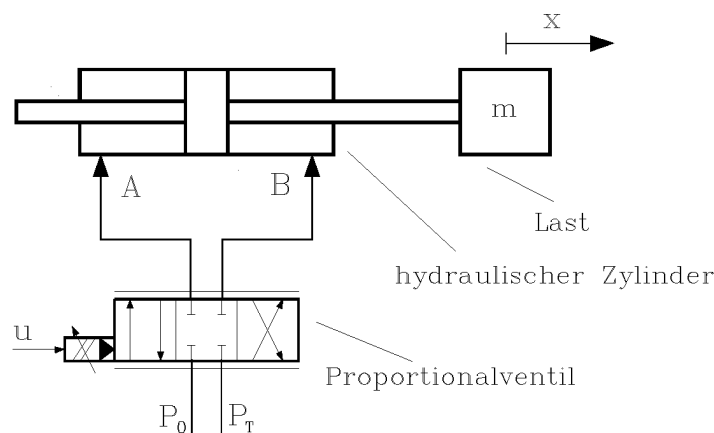 x
m
A
B
Last
hydraulischer Zylinder
u
Proportionalventil
P0 PT